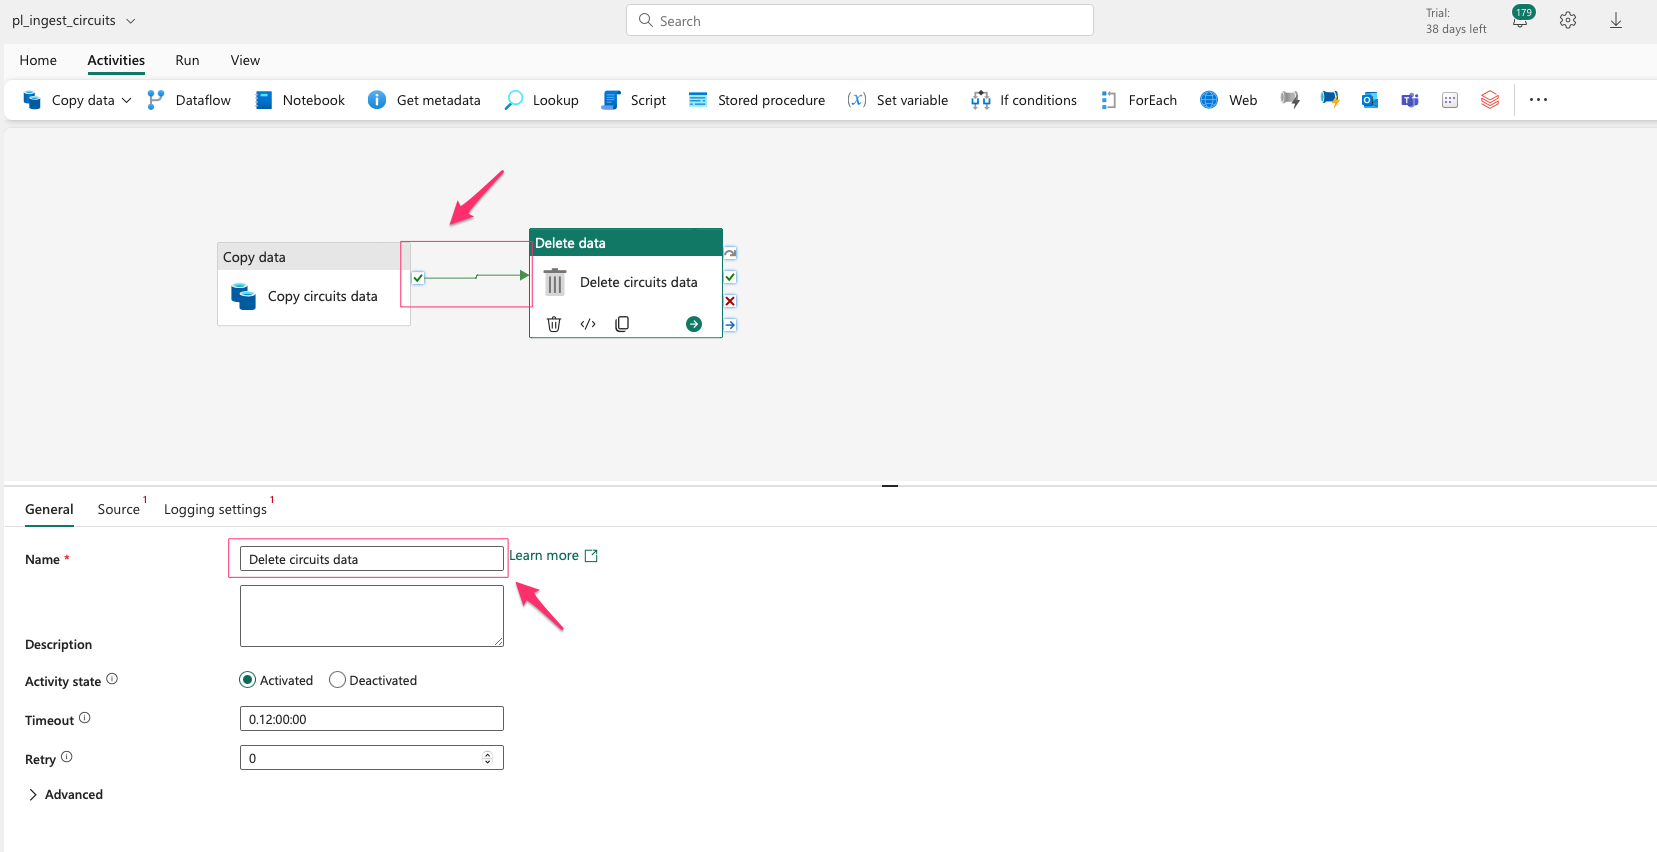 pl_ingest_circuits
Search
Trial:
38 days left
179
Home Activities Run View
Copy data Dataflow Notebook Get metadata Lookup Script Stored procedure (x) Set variable If conditions ForEach Web
Copy data
Copy circuits data
Delete data
Delete circuits data
General Source 1 Logging settings 1
Name * Delete circuits data Learn more
Description
Activity state Activated Deactivated
Timeout 0.12:00:00
Retry 0
Advanced